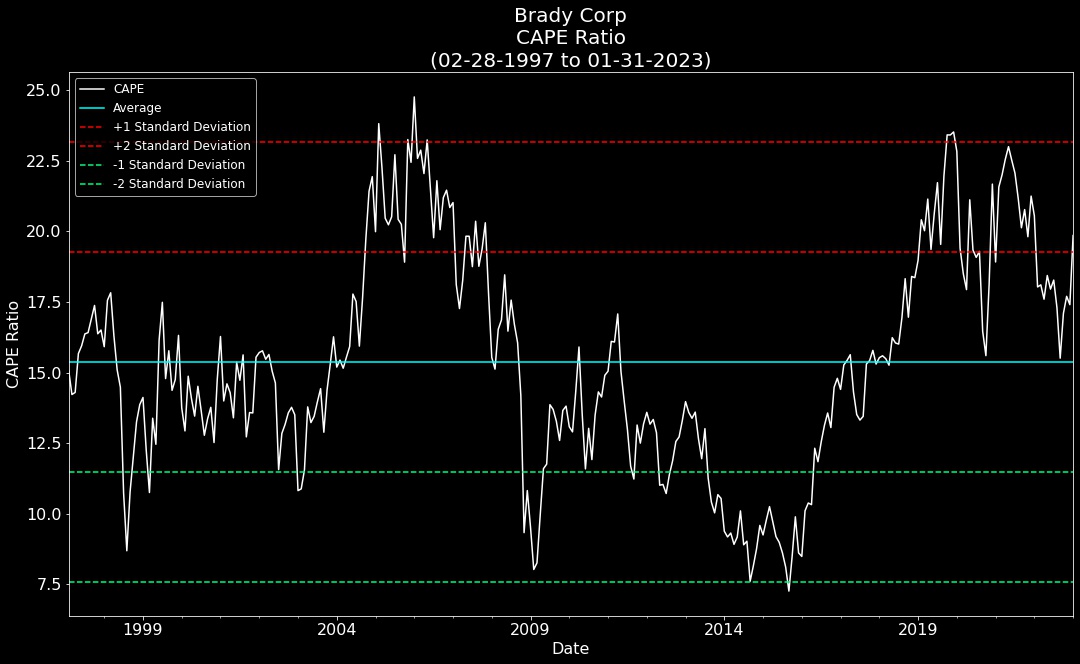 Brady Corp
CAPE Ratio
(02-28-1997 to 01-31-2023)
CAPE
Average
+1 Standard Deviation
+2 Standard Deviation
-1 Standard Deviation
-2 Standard Deviation
25.0
22.5
20.0
17.5
15.0
12.5
10.0
7.5
CAPE Ratio
1999
2004
2009
2014
2019
Date